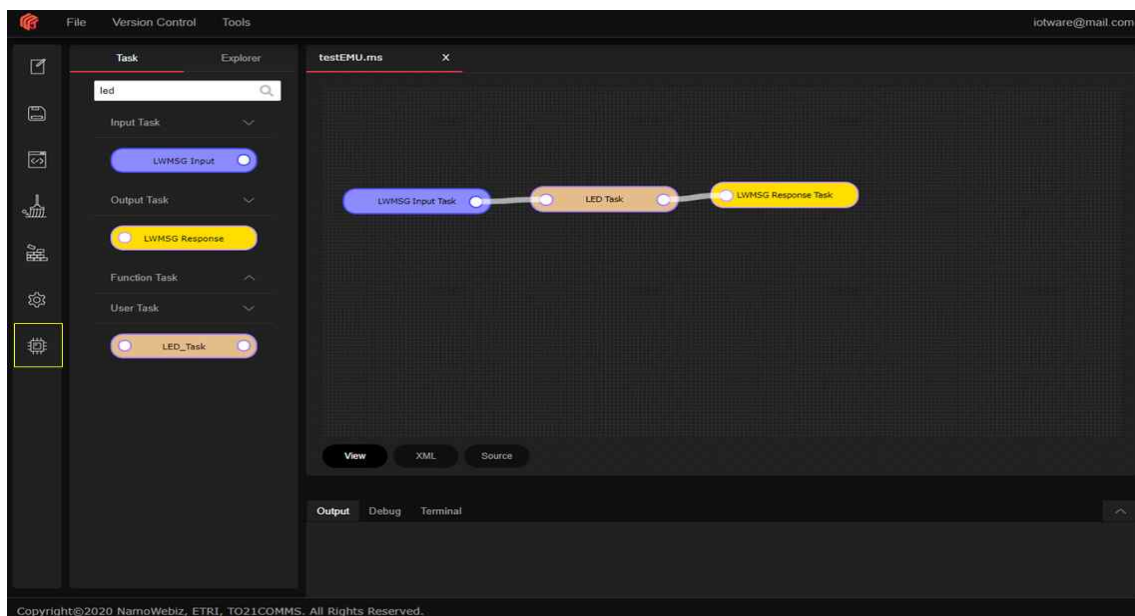 File Version Control Tools iotware@mail.com
Task Explorer
testEMU.ms X
led
Input Task
LWMSG Input
Output Task
LWMSG Response
Function Task
User Task
LED_Task
LWMSG Input Task LED Task LWMSG Response Task
View XML Source
Output Debug Terminal
Copyright©2020 NamoWebiz, ETRI, TO21COMMS. All Rights Reserved.